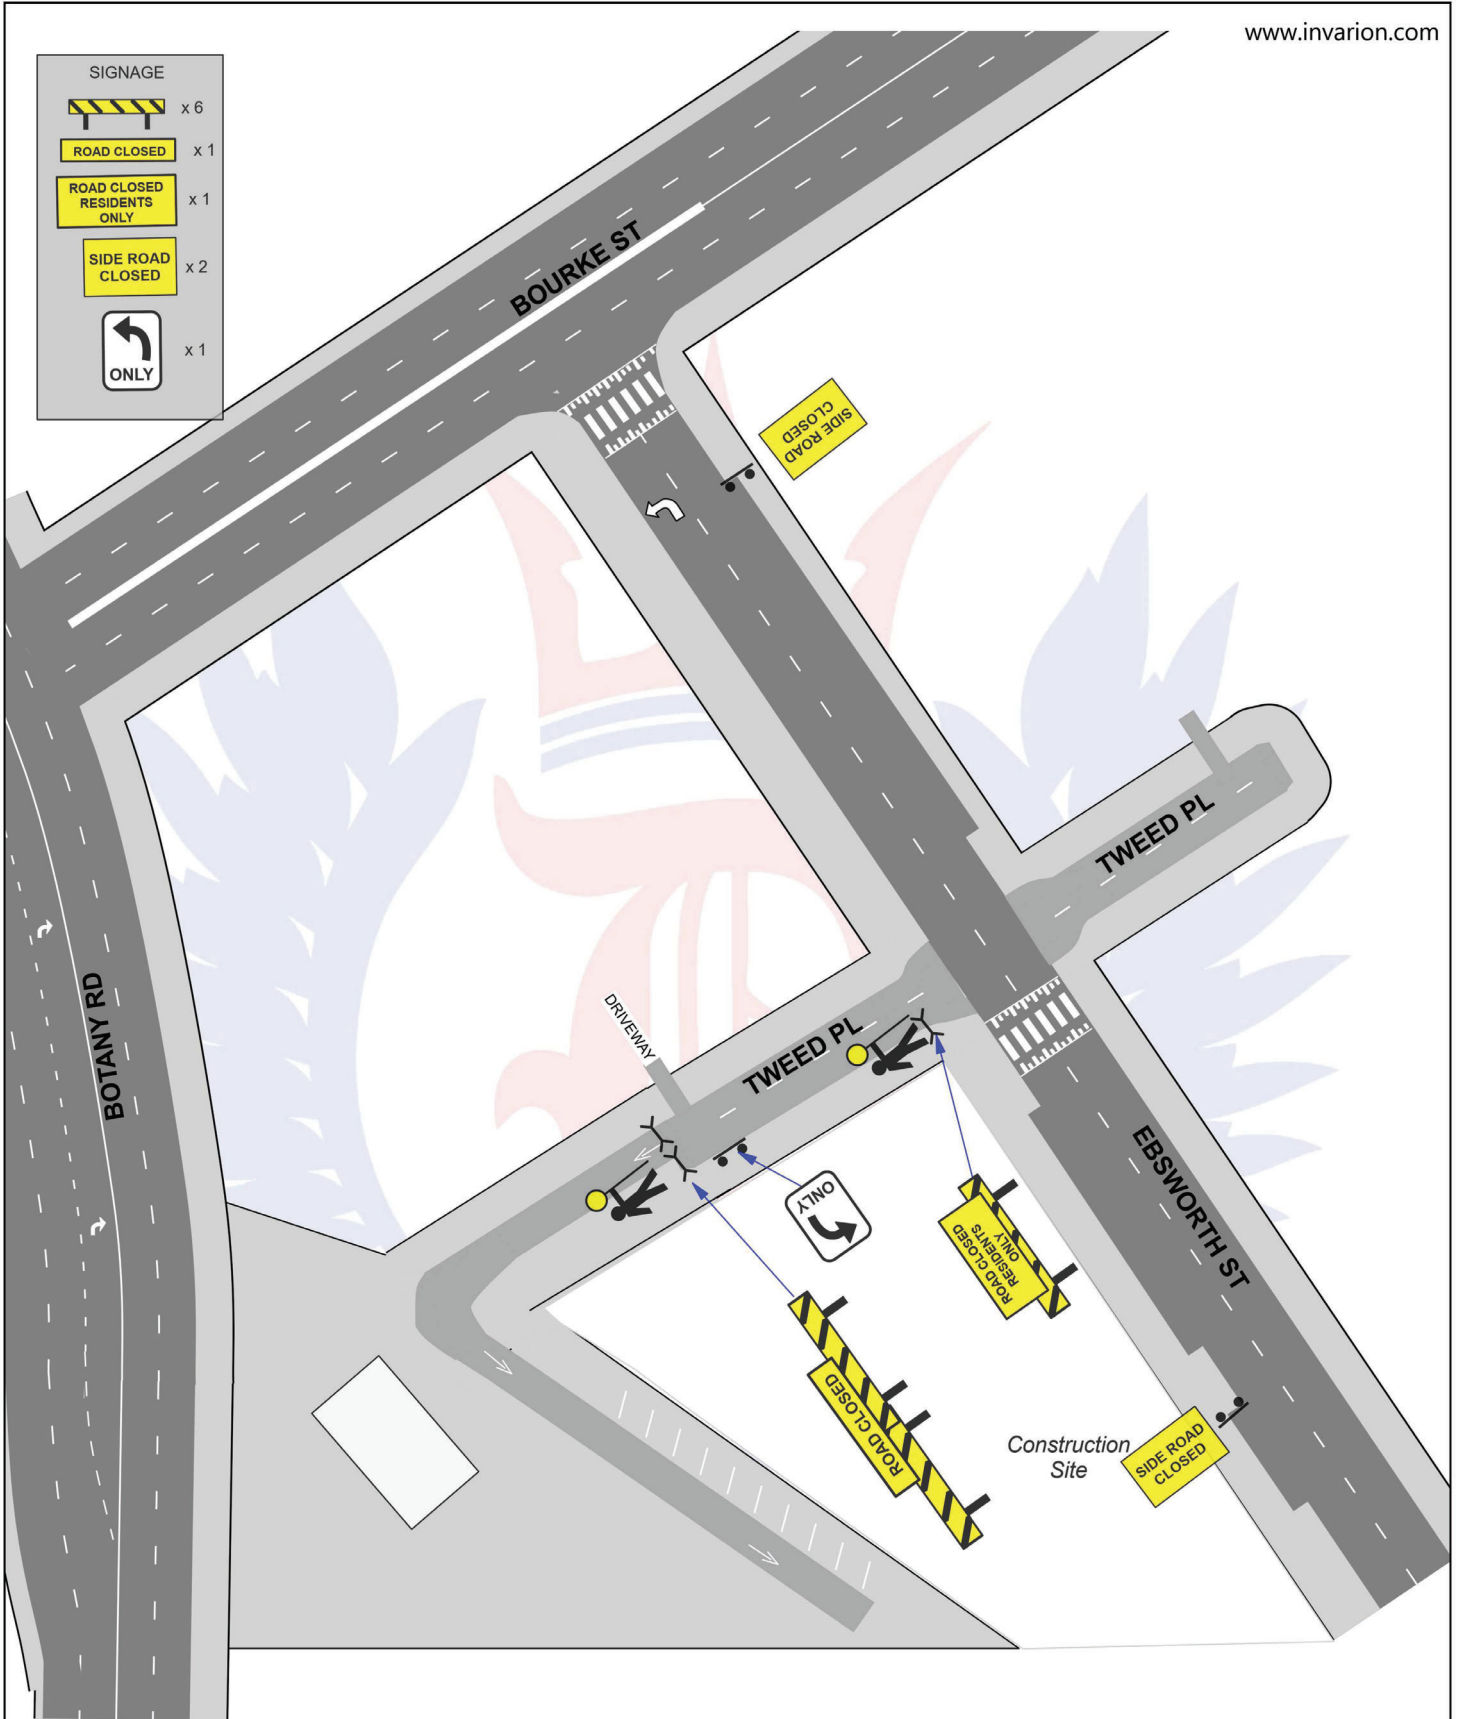 www.invarion.com
SIGNAGE
x 6
ROAD CLOSED
x 1
ROAD CLOSED
RESIDENTS
ONLY
x 1
SIDE ROAD
CLOSED
x 2
ONLY
x 1
BOURKE ST
SIDE ROAD
CLOSED
TWEED PL
BOTANY RD
DRIVEWAY
TWEED PL
EBSWORTH ST
ONLY
ROAD CLOSED
RESIDENTS
ONLY
ROAD CLOSED
Construction
Site
SIDE ROAD
CLOSED